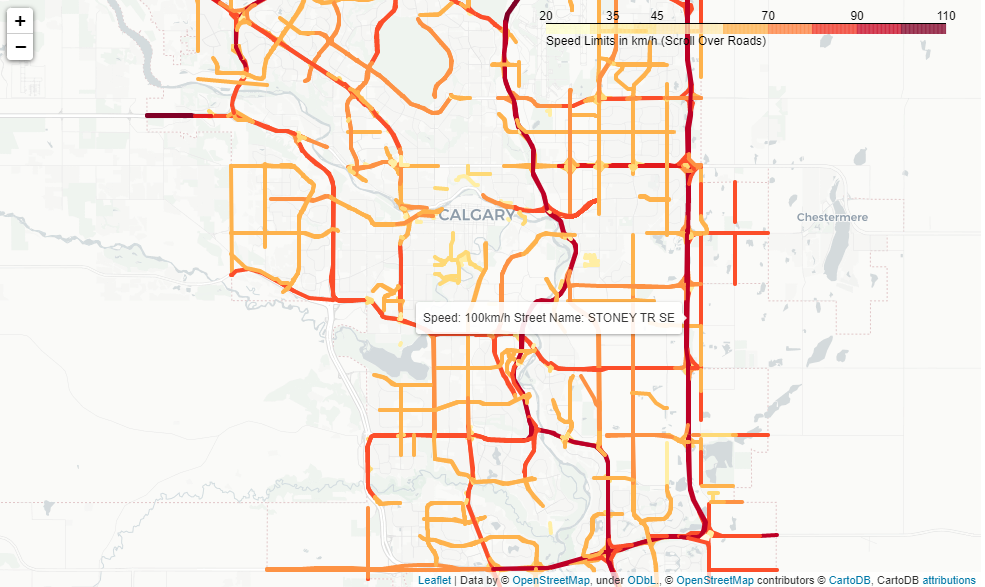 +
−
20 35 45 70 90 110
Speed Limits in km/h (Scroll Over Roads)
CALGARY
Chestermere
Speed: 100km/h Street Name: STONEY TR SE
Leaflet | Data by © OpenStreetMap, under ODbL., © OpenStreetMap contributors © CartoDB, CartoDB attributions